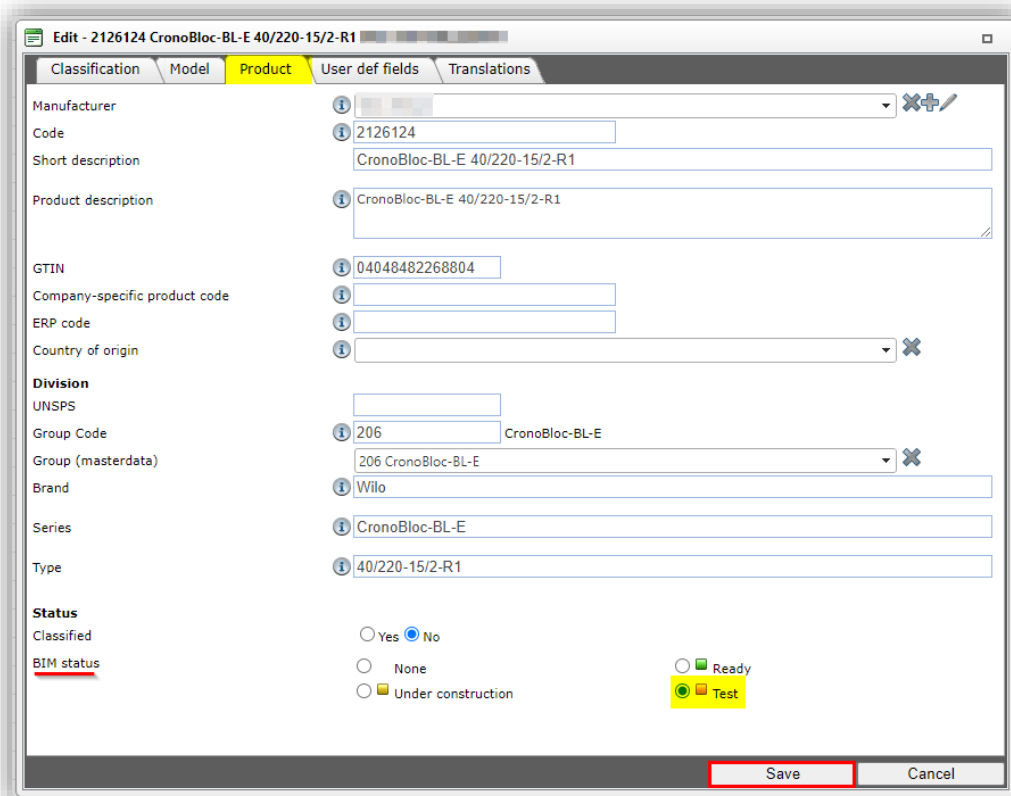 Edit - 2126124 CronoBloc-BL-E 40/220-15/2-R1
Classification Model Product User def fields Translations
Manufacturer
Code 2126124
Short description CronoBloc-BL-E 40/220-15/2-R1
Product description CronoBloc-BL-E 40/220-15/2-R1
GTIN 04048482268804
Company-specific product code
ERP code
Country of origin
Division
UNSPS
Group Code 206 CronoBloc-BL-E
Group (masterdata) 206 CronoBloc-BL-E
Brand Wilo
Series CronoBloc-BL-E
Type 40/220-15/2-R1
Status
Classified Yes No
BIM status None Ready
Under construction Test
Save Cancel